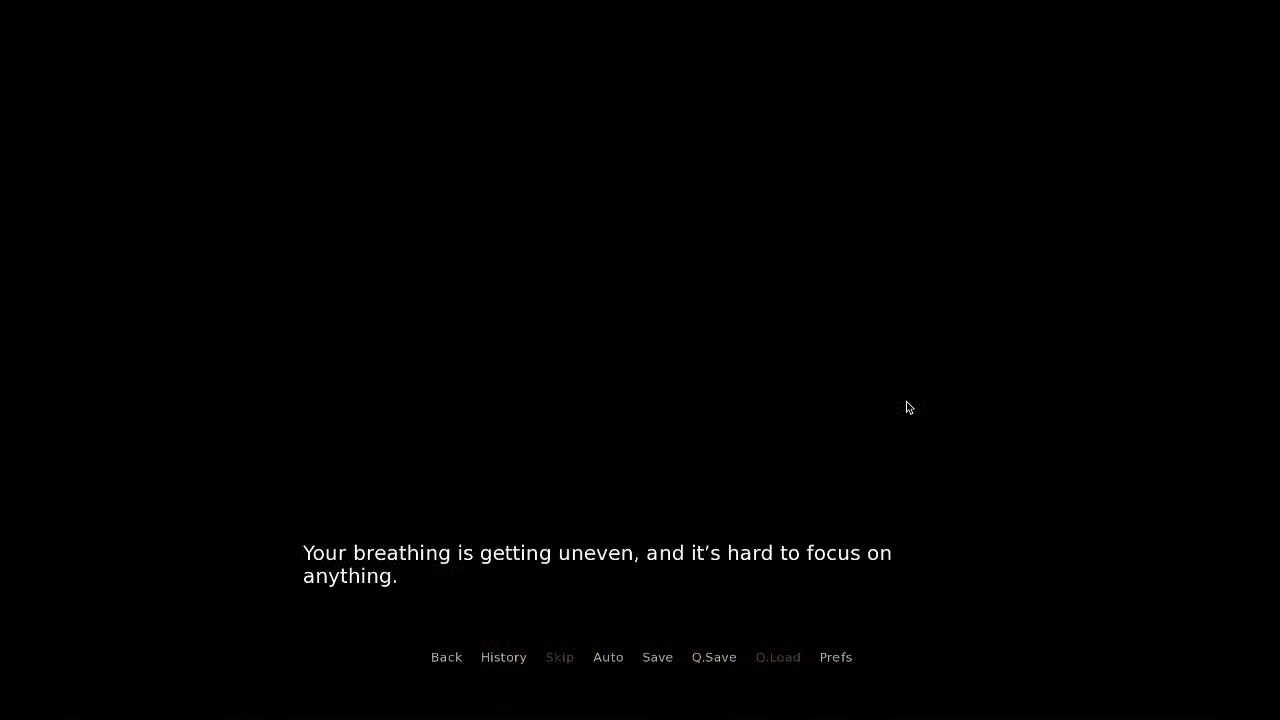 Your breathing is getting uneven, and it’s hard to focus on
anything.
Back History Skip Auto Save Q.Save Q.Load Prefs